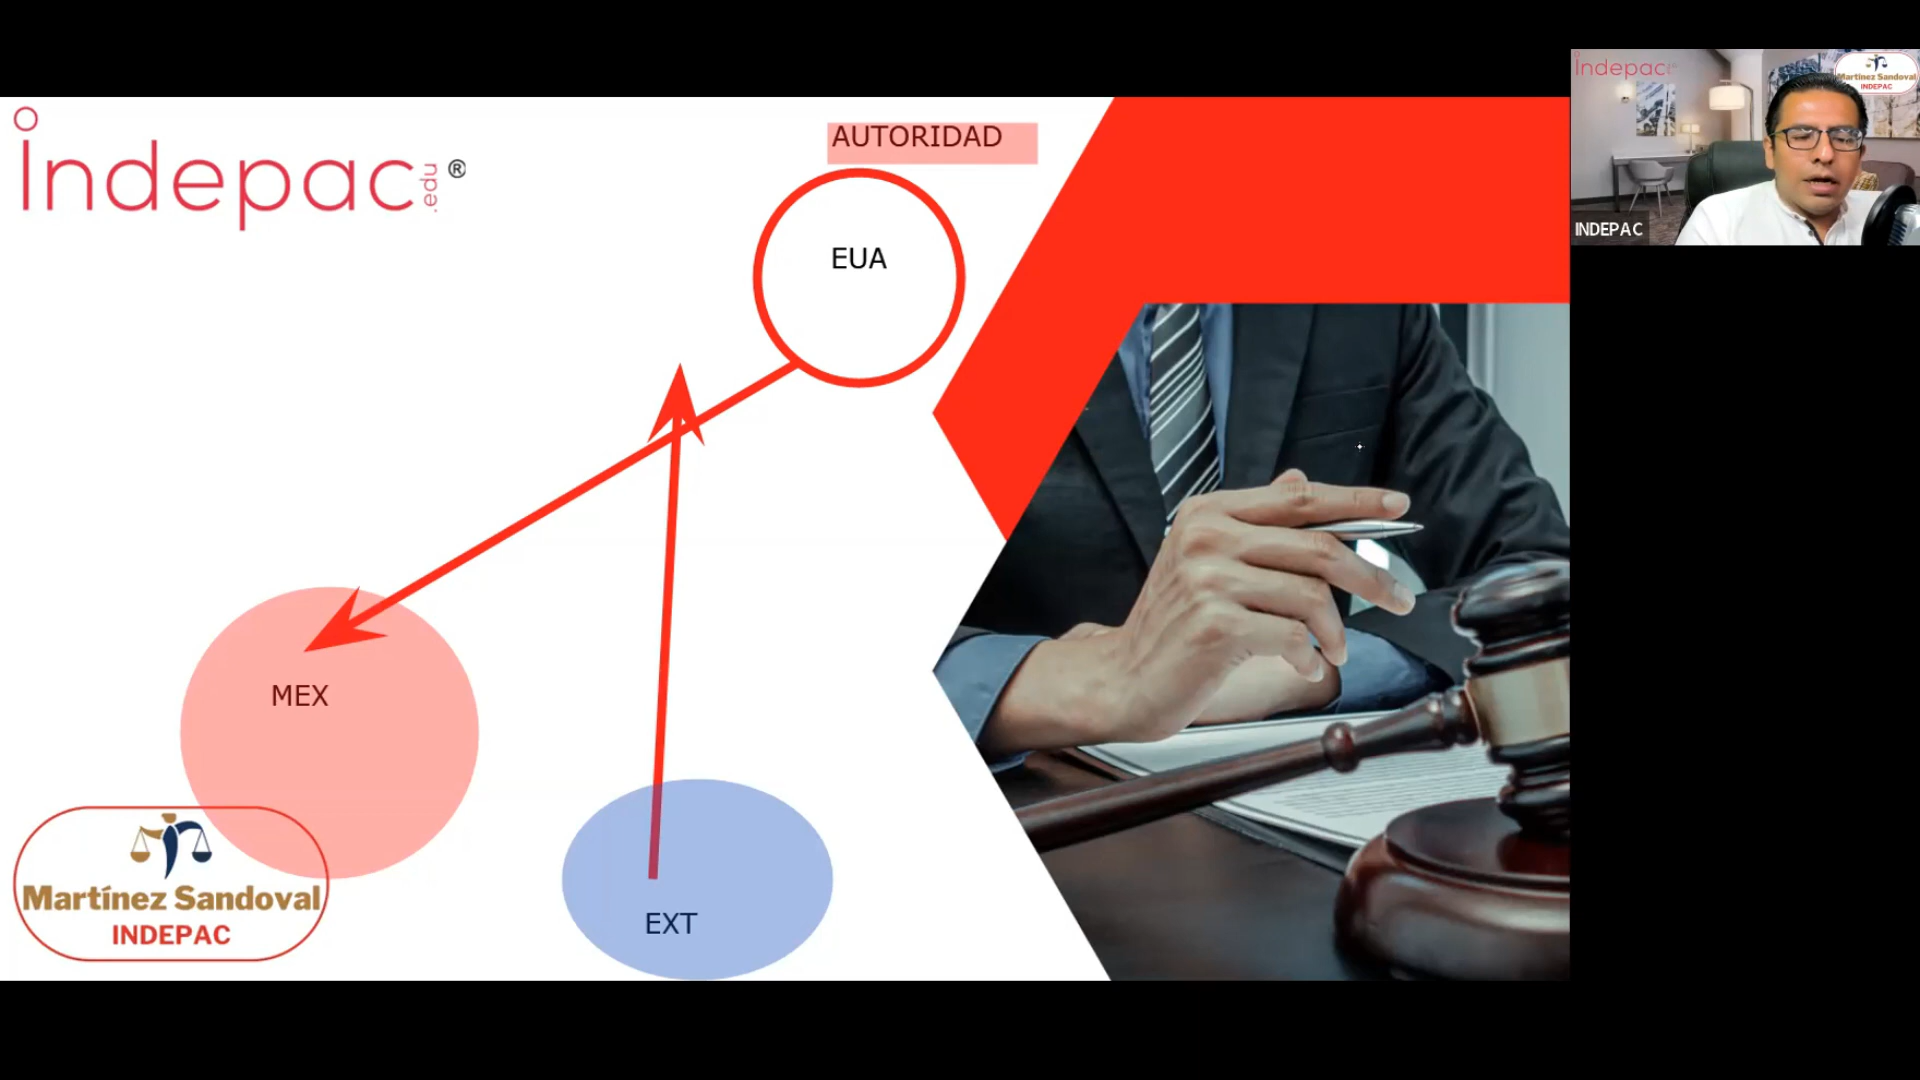 Indepac.edu®
AUTORIDAD
EUA
MEX
EXT
Martínez Sandoval
INDEPAC
Indepac
Martínez Sandoval
INDEPAC
INDEPAC